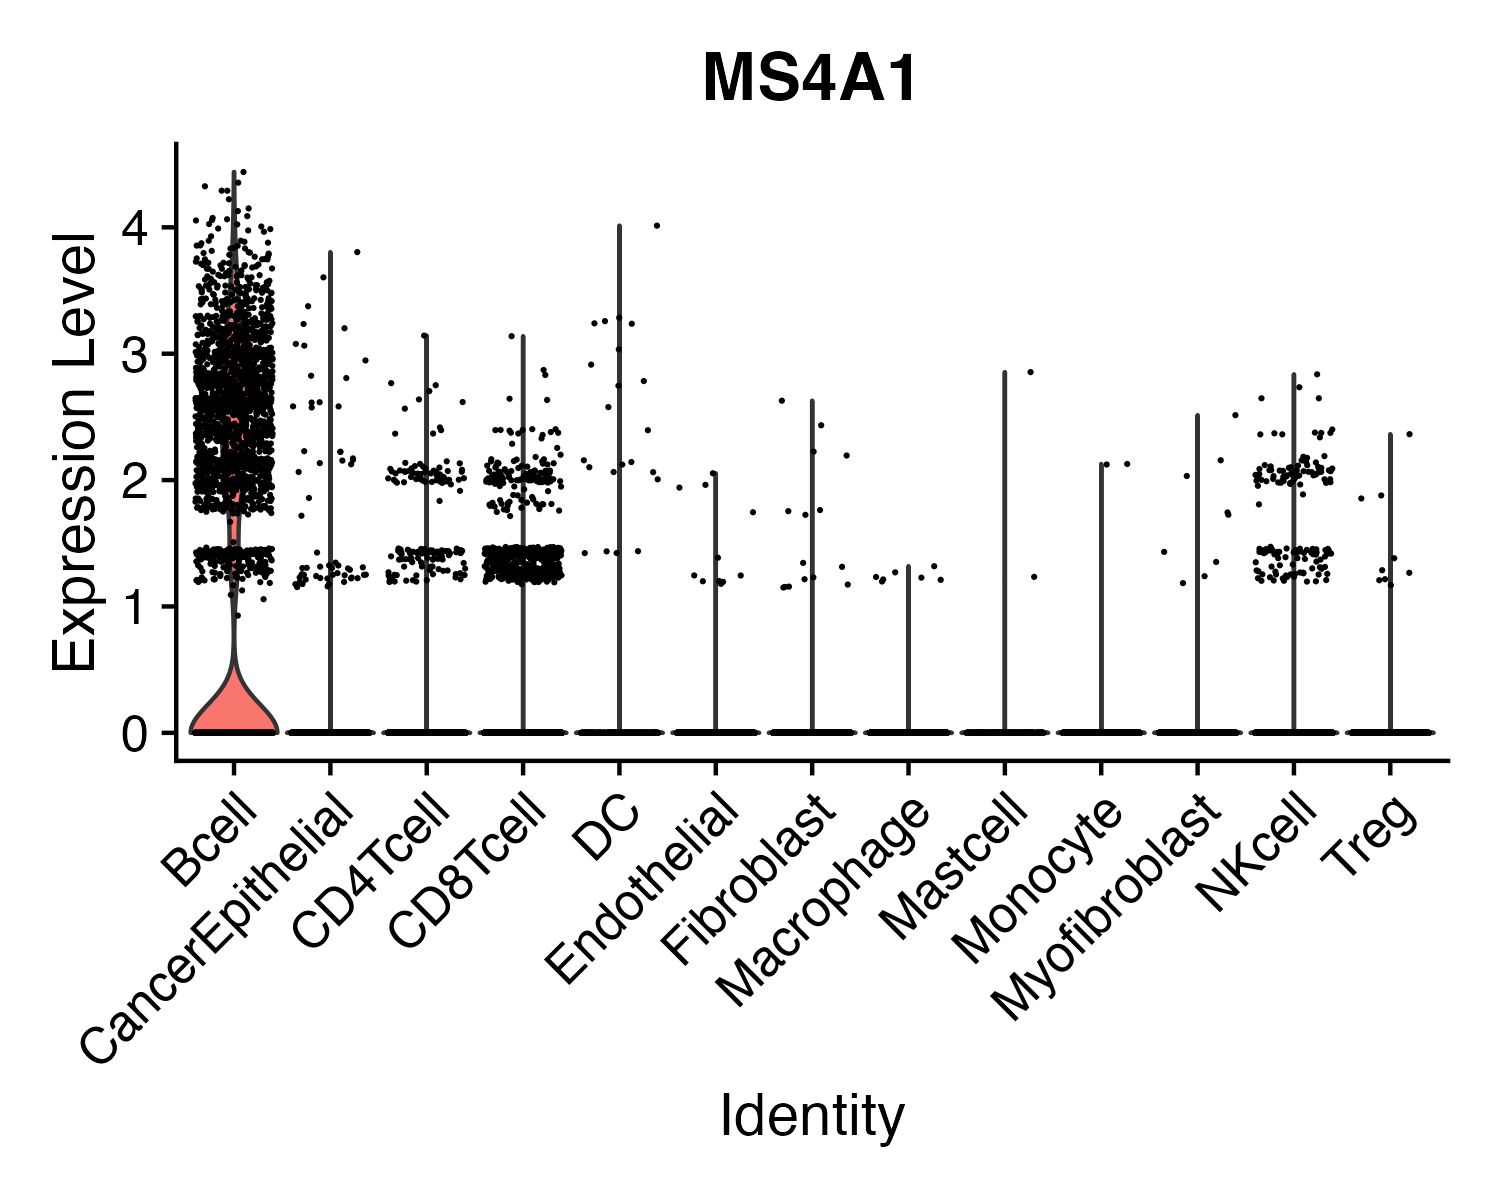 MS4A1
Expression Level
4
3
2
1
0
Bcell
CancerEpithelial
CD4Tcell
CD8Tcell
DC
Endothelial
Fibroblast
Macrophage
Mastcell
Monocyte
Myofibroblast
NKcell
Treg
Identity